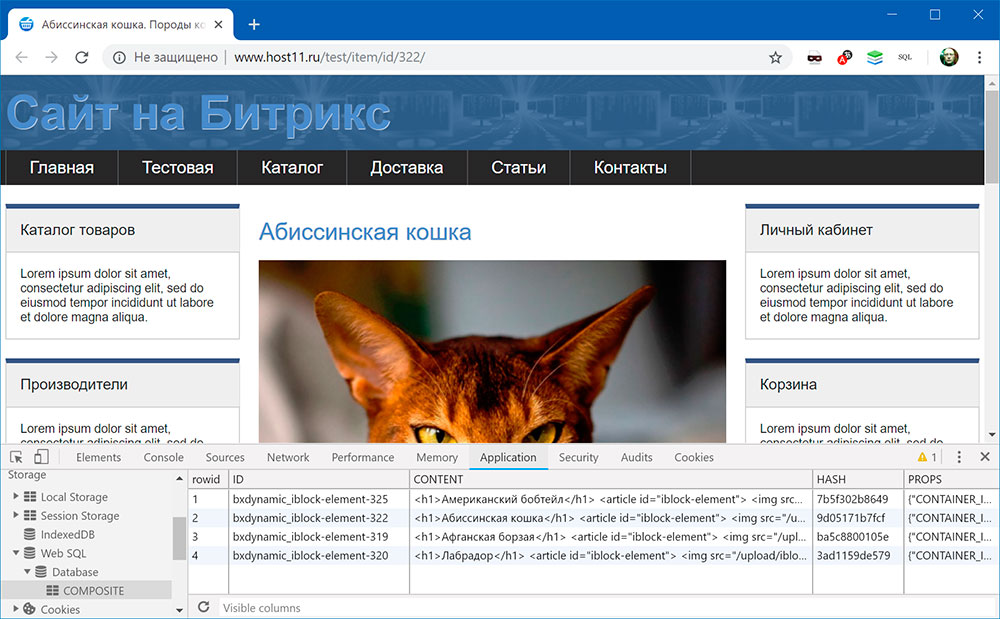 Абиссинская кошка. Породы ко
Не защищено | www.host11.ru/test/item/id/322/
SQL
Сайт на Битрикс
Главная Тестовая Каталог Доставка Статьи Контакты
Каталог товаров
Lorem ipsum dolor sit amet,
consectetur adipiscing elit, sed do
eiusmod tempor incididunt ut labore
et dolore magna aliqua.
Производители
Lorem ipsum dolor sit amet,
consectetur adipiscing elit, sed do
Абиссинская кошка
Личный кабинет
Lorem ipsum dolor sit amet,
consectetur adipiscing elit, sed do
eiusmod tempor incididunt ut labore
et dolore magna aliqua.
Корзина
Lorem ipsum dolor sit amet,
consectetur adipiscing elit, sed do
Elements Console Sources Network Performance Memory Application Security Audits Cookies 1
Storage
Local Storage
Session Storage
IndexedDB
Web SQL
Database
COMPOSITE
Cookies
rowid ID CONTENT HASH PROPS
1 bxdynamic_iblock-element-325 <h1>Американский бобтейл</h1> <article id="iblock-element"> <img src... 7b5f302b8649 {"CONTAINER_I...
2 bxdynamic_iblock-element-322 <h1>Абиссинская кошка</h1> <article id="iblock-element"> <img src="/u... 9d05171b7fcf {"CONTAINER_I...
3 bxdynamic_iblock-element-319 <h1>Афганская борзая</h1> <article id="iblock-element"> <img src="/upl... ba5c8800105e {"CONTAINER_I...
4 bxdynamic_iblock-element-320 <h1>Лабрадор</h1> <article id="iblock-element"> <img src="/upload/iblo... 3ad1159de579 {"CONTAINER_I...
Visible columns